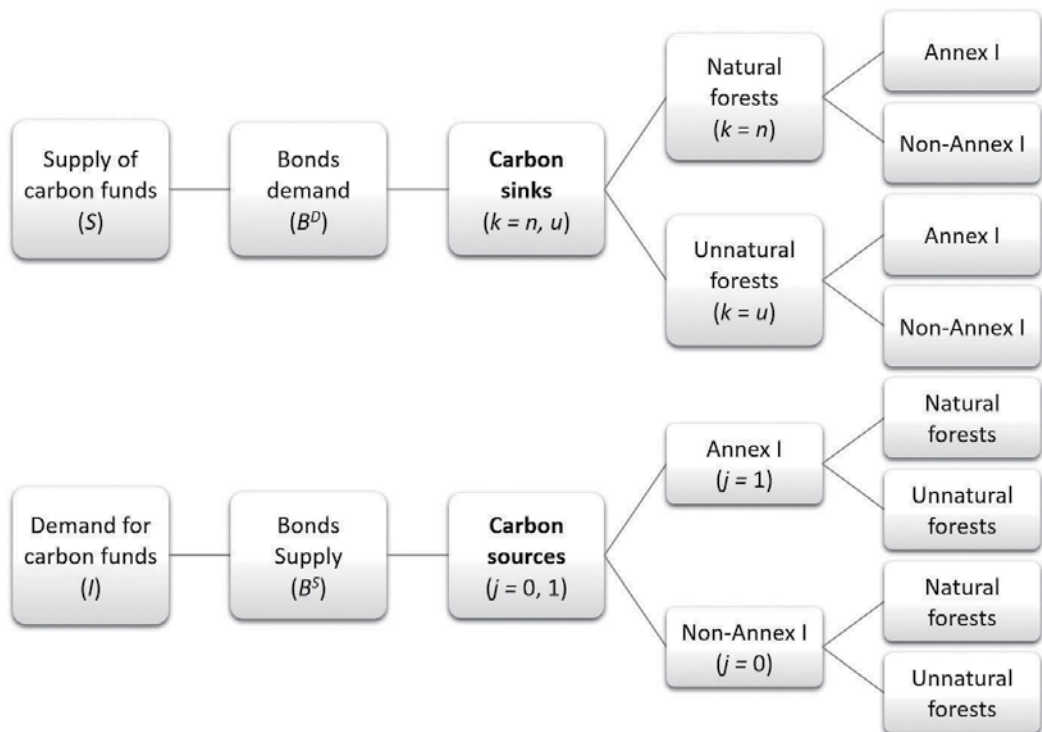 Supply of
carbon funds
(S)
Bonds
demand
(Bᴰ)
Carbon
sinks
(k = n, u)
Natural
forests
(k = n)
Annex I
Non-Annex I
Unnatural
forests
(k = u)
Annex I
Non-Annex I
Demand for
carbon funds
(I)
Bonds
Supply
(Bˢ)
Carbon
sources
(j = 0, 1)
Annex I
(j = 1)
Natural
forests
Unnatural
forests
Non-Annex I
(j = 0)
Natural
forests
Unnatural
forests